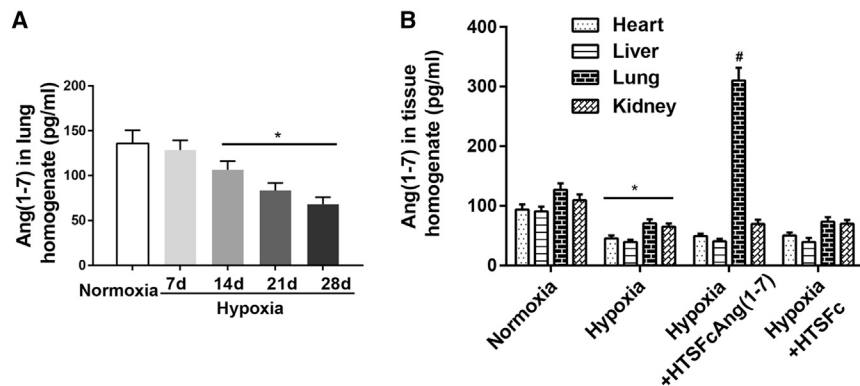 A
Ang(1-7) in lung
homogenate (pg/ml)
200
150
100
50
0
*
Normoxia
7d 14d 21d 28d
Hypoxia
B
Ang(1-7) in tissue
homogenate (pg/ml)
400
300
200
100
0
Heart
Liver
Lung
Kidney
*
#
Normoxia
Hypoxia
Hypoxia
+HTSFcAng(1-7)
Hypoxia
+HTSFc